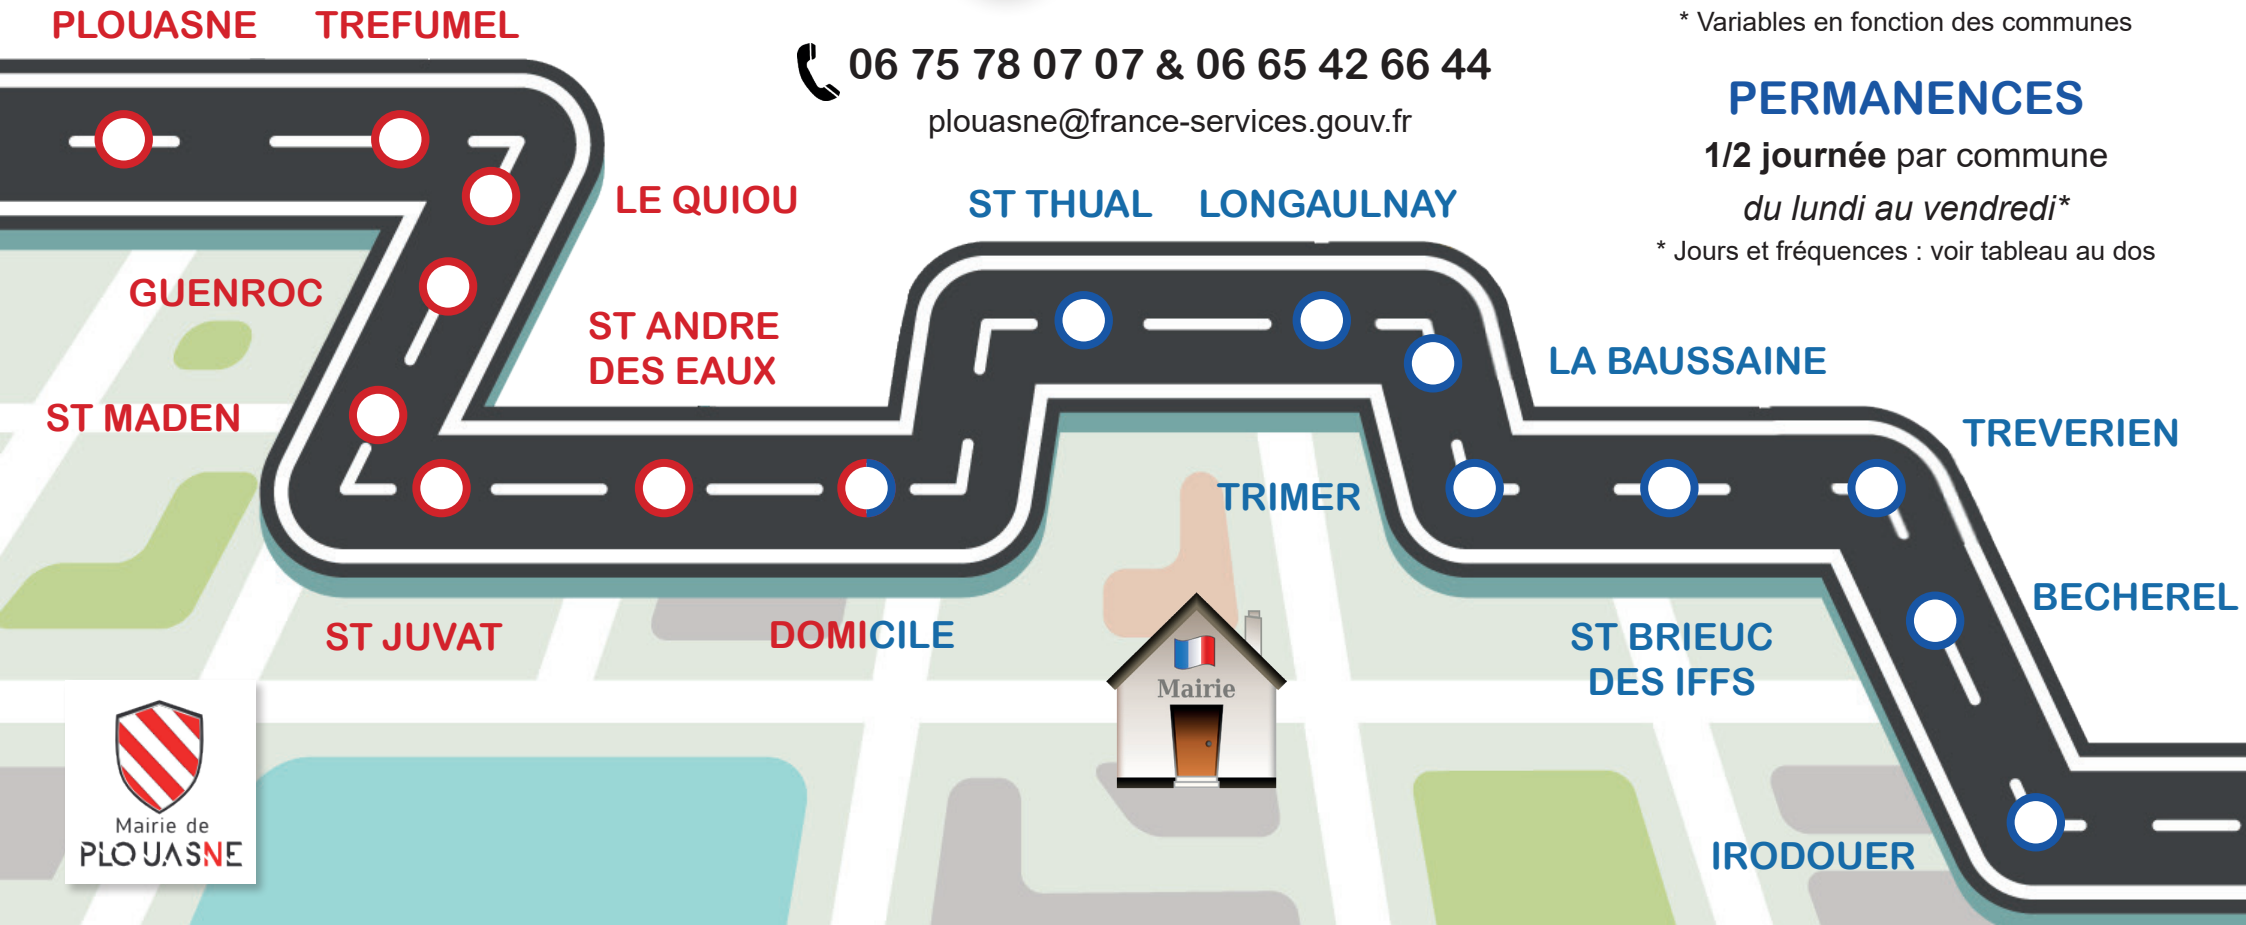 PLOUASNE
TREFUMEL
* Variables en fonction des communes
06 75 78 07 07 & 06 65 42 66 44
plouasne@france-services.gouv.fr
PERMANENCES
1/2 journée par commune
du lundi au vendredi*
* Jours et fréquences : voir tableau au dos
LE QUIOU
ST THUAL
LONGAULNAY
GUENROC
ST ANDRE
DES EAUX
LA BAUSSAINE
ST MADEN
TREVERIEN
TRIMER
BECHEREL
ST JUVAT
DOMICILE
ST BRIEUC
DES IFFS
Mairie
Mairie de
PLOUASNE
IRODOUER